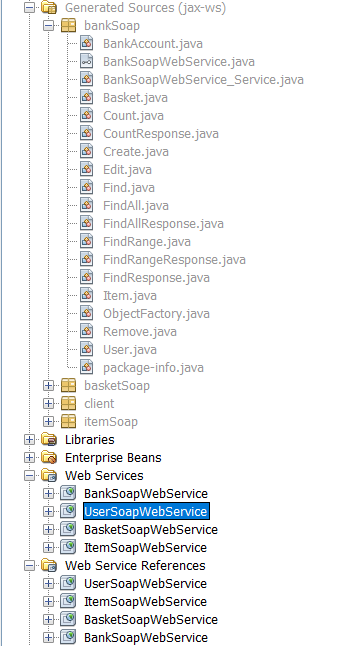 Generated Sources (jax-ws)
bankSoap
BankAccount.java
BankSoapWebService.java
BankSoapWebService_Service.java
Basket.java
Count.java
CountResponse.java
Create.java
Edit.java
Find.java
FindAll.java
FindAllResponse.java
FindRange.java
FindRangeResponse.java
FindResponse.java
Item.java
ObjectFactory.java
Remove.java
User.java
package-info.java
basketSoap
client
itemSoap
Libraries
Enterprise Beans
Web Services
BankSoapWebService
UserSoapWebService
BasketSoapWebService
ItemSoapWebService
Web Service References
UserSoapWebService
ItemSoapWebService
BasketSoapWebService
BankSoapWebService